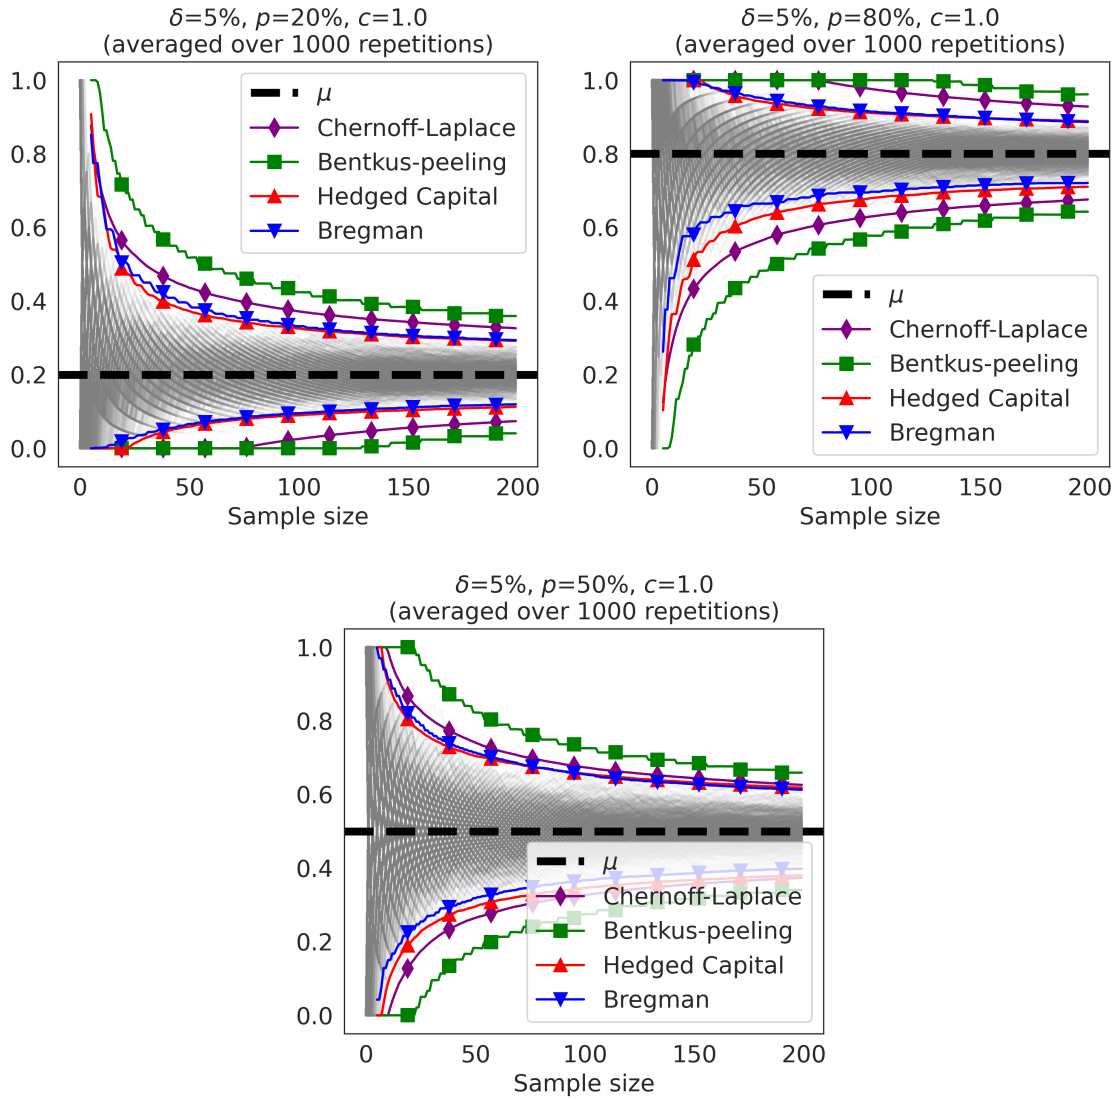 δ=5%, p=20%, c=1.0
(averaged over 1000 repetitions)
1.0
0.8
0.6
0.4
0.2
0.0
μ
Chernoff-Laplace
Bentkus-peeling
Hedged Capital
Bregman
0 50 100 150 200
Sample size
δ=5%, p=80%, c=1.0
(averaged over 1000 repetitions)
1.0
0.8
0.6
0.4
0.2
0.0
μ
Chernoff-Laplace
Bentkus-peeling
Hedged Capital
Bregman
0 50 100 150 200
Sample size
δ=5%, p=50%, c=1.0
(averaged over 1000 repetitions)
1.0
0.8
0.6
0.4
0.2
0.0
μ
Chernoff-Laplace
Bentkus-peeling
Hedged Capital
Bregman
0 50 100 150 200
Sample size